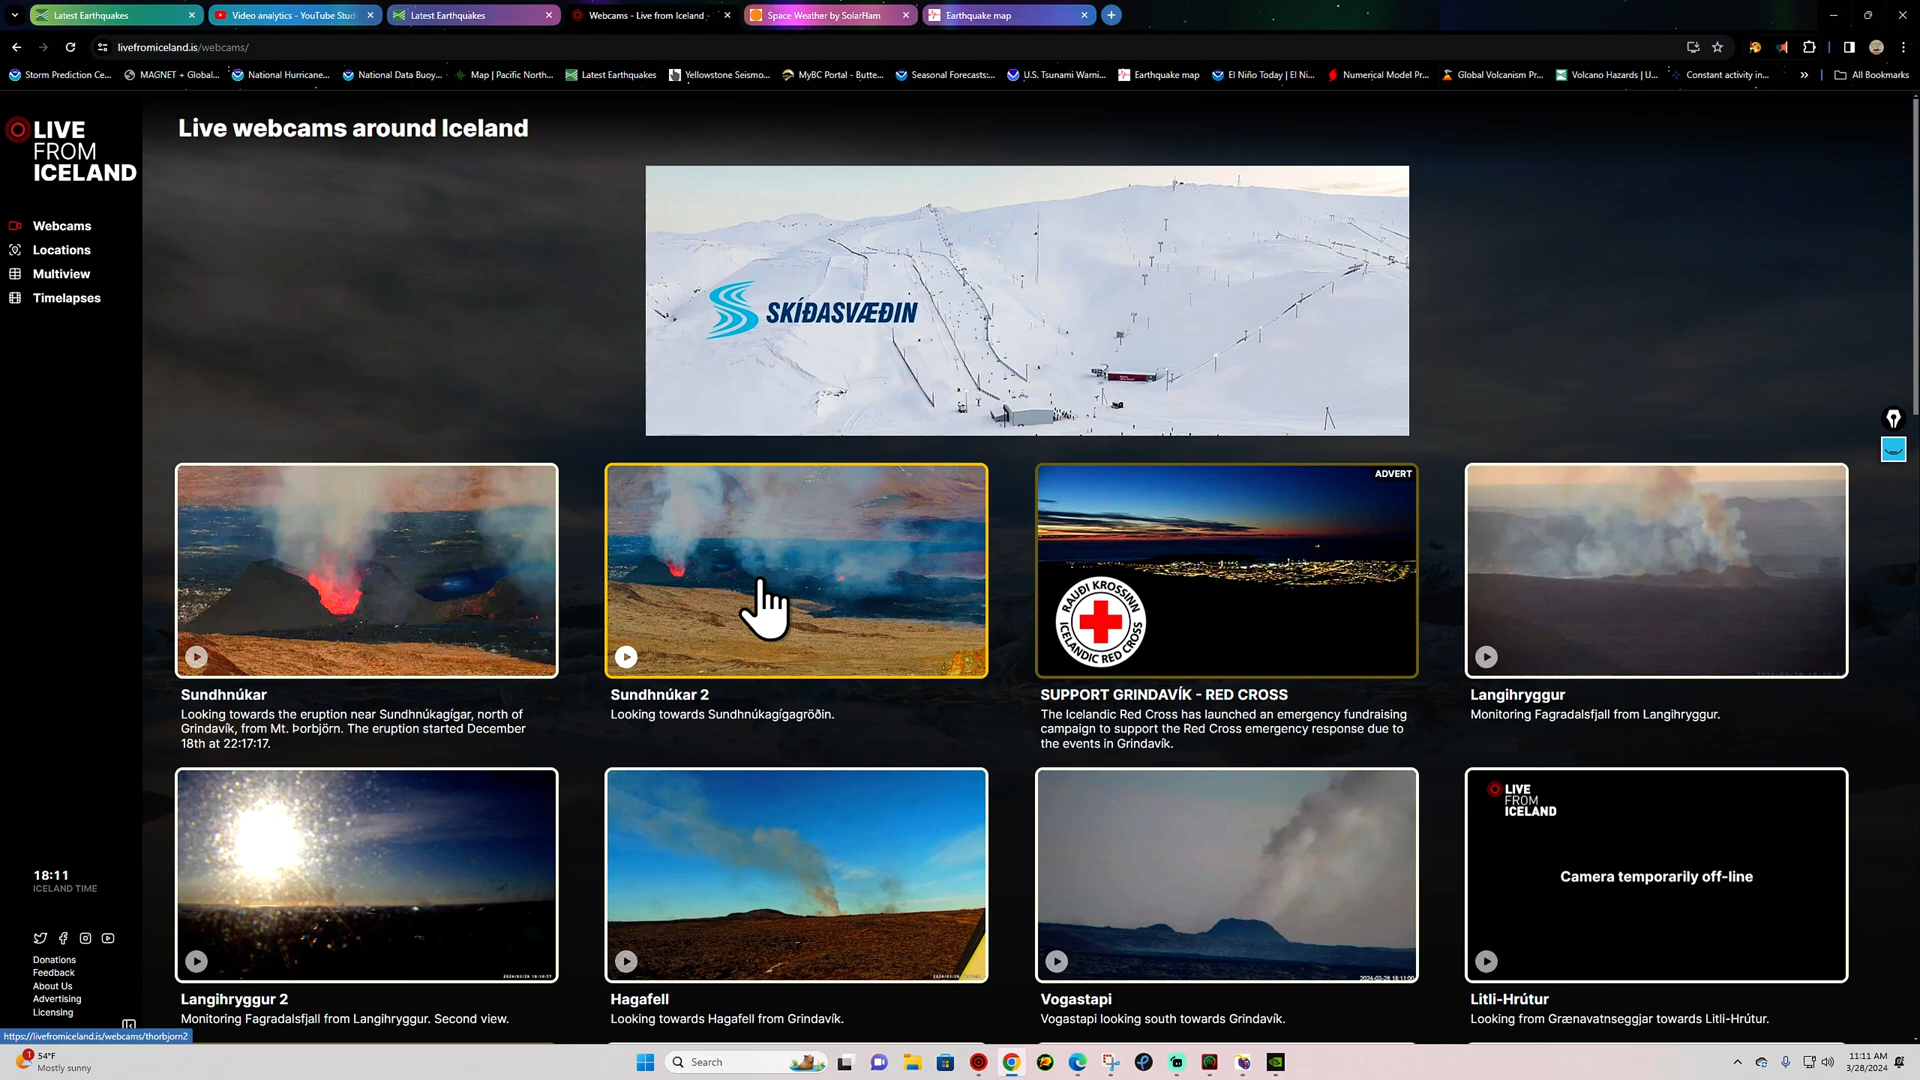 Latest Earthquakes
Video analytics - YouTube Stud
Latest Earthquakes
Webcams - Live from Iceland -
Space Weather by SolarHam
Earthquake map
livefromiceland.is/webcams/
Storm Prediction Ce...
MAGNET + Global...
National Hurricane...
National Data Buoy...
Map | Pacific North...
Latest Earthquakes
Yellowstone Seismo...
MyBC Portal - Butte...
Seasonal Forecasts:...
U.S. Tsunami Warni...
Earthquake map
El Niño Today | El Ni...
Numerical Model Pr...
Global Volcanism Pr...
Volcano Hazards | U...
Constant activity in...
All Bookmarks
LIVE
FROM
ICELAND
Webcams
Locations
Multiview
Timelapses
Live webcams around Iceland
SKÍÐASVÆÐIN
ADVERT
RAUÐI KROSSINN
ICELANDIC RED CROSS
Sundhnúkar
Looking towards the eruption near Sundhnúkagígar, north of
Grindavík, from Mt. Þorbjörn. The eruption started December
18th at 22:17:17.
Sundhnúkar 2
Looking towards Sundhnúkagígagröðin.
SUPPORT GRINDAVÍK - RED CROSS
The Icelandic Red Cross has launched an emergency fundraising
campaign to support the Red Cross emergency response due to
the events in Grindavík.
Langihryggur
Monitoring Fagradalsfjall from Langihryggur.
LIVE
FROM
ICELAND
Camera temporarily off-line
2024-03-28 18:11:00
Langihryggur 2
Monitoring Fagradalsfjall from Langihryggur. Second view.
Hagafell
Looking towards Hagafell from Grindavík.
Vogastapi
Vogastapi looking south towards Grindavík.
Litli-Hrútur
Looking from Grænavatnseggjar towards Litli-Hrútur.
18:11
ICELAND TIME
Donations
Feedback
About Us
Advertising
Licensing
https://livefromiceland.is/webcams/thorbjorn2
1
54°F
Mostly sunny
Search
11:11 AM
3/28/2024